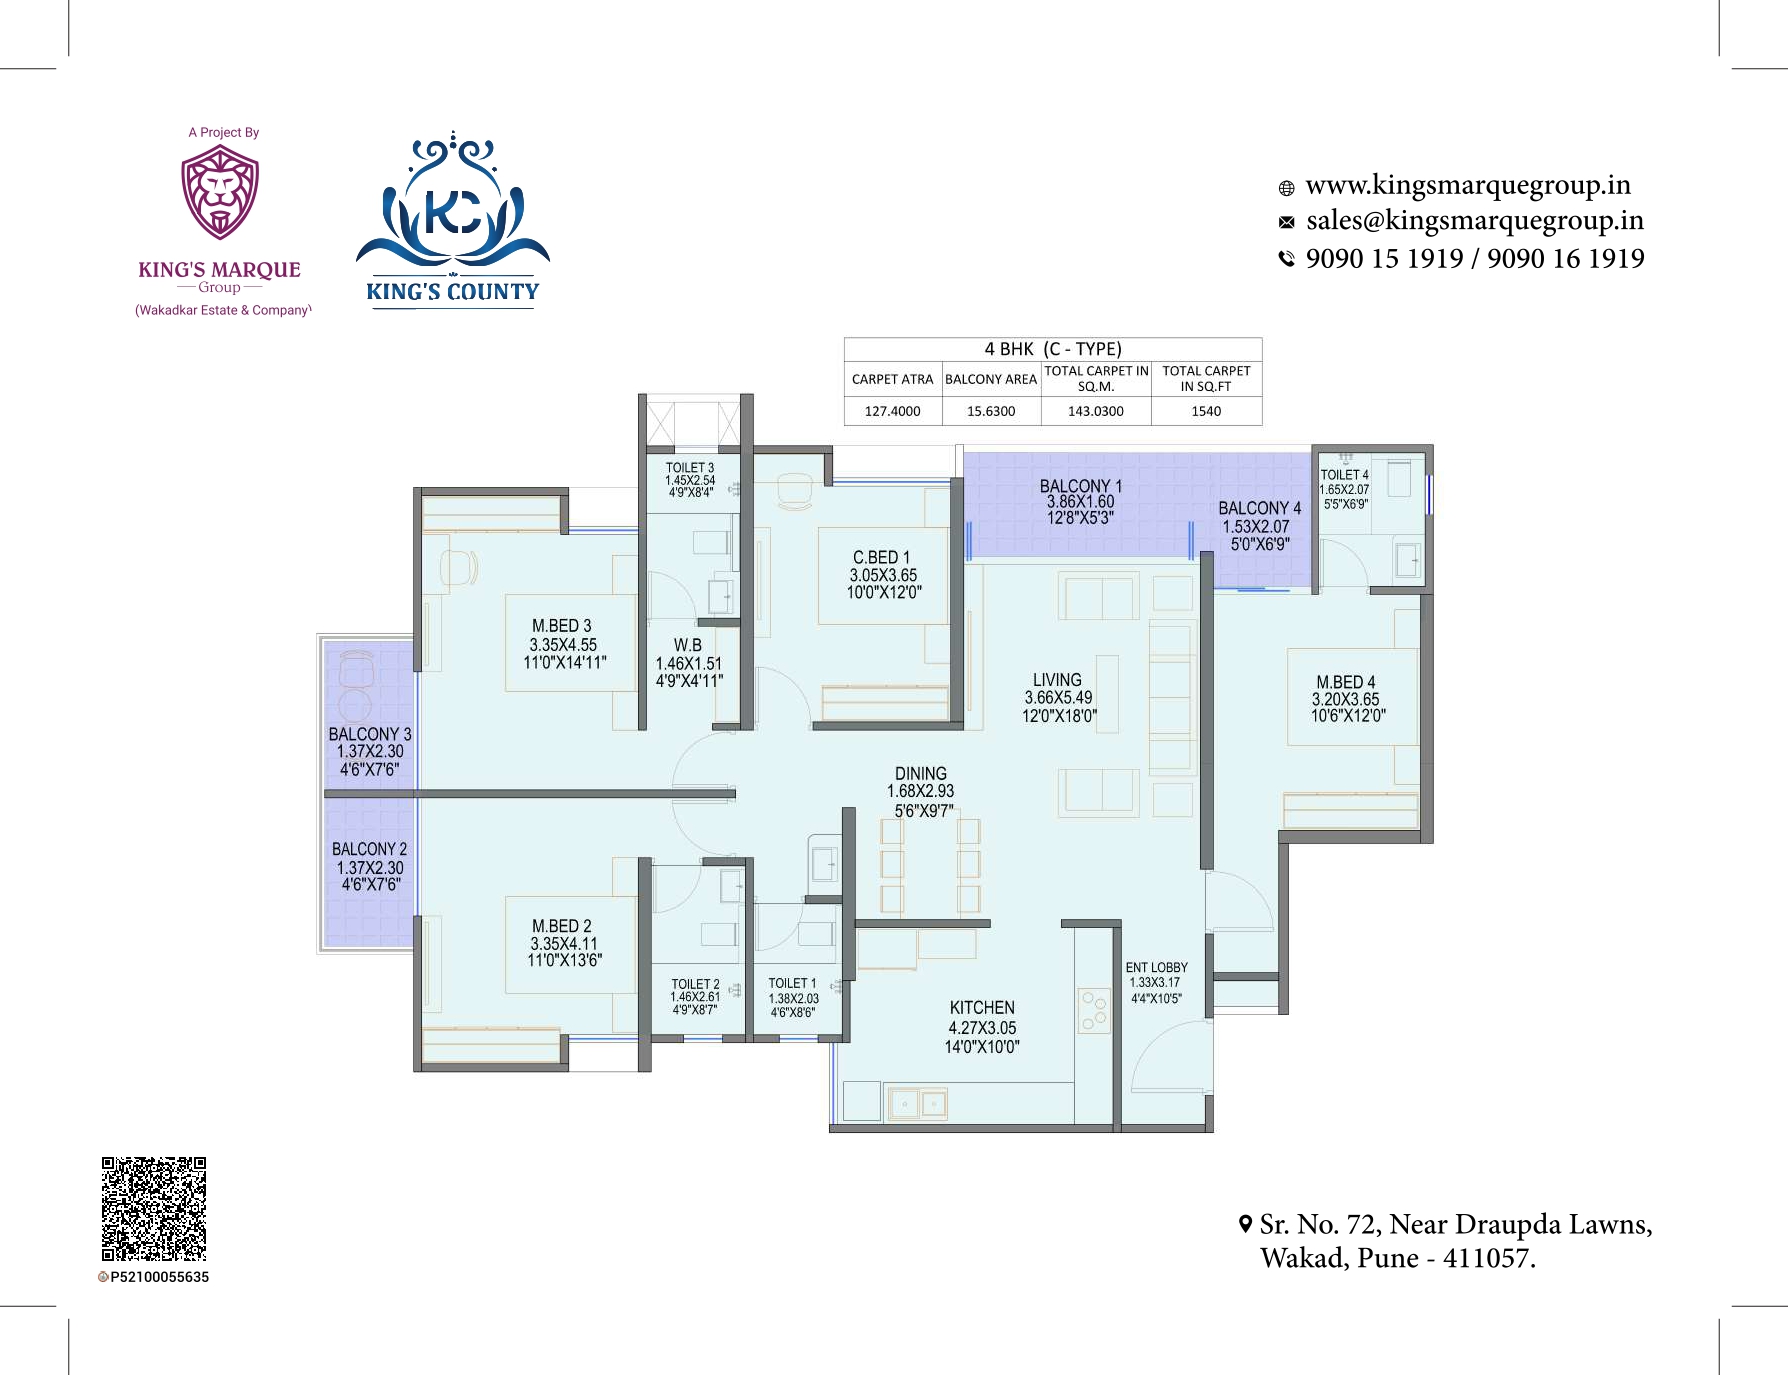 A Project By
KING'S MARQUE
Group
(Wakadkar Estate & Company)
KC
KING'S COUNTY
www.kingsmarquegroup.in
sales@kingsmarquegroup.in
9090 15 1919 / 9090 16 1919
4 BHK (C - TYPE)
CARPET ATRA BALCONY AREA TOTAL CARPET IN SQ.M. TOTAL CARPET IN SQ.FT
127.4000 15.6300 143.0300 1540
TOILET 3
1.45X2.54
4'9"X8'4"
BALCONY 1
3.86X1.60
12'8"X5'3"
BALCONY 4
1.53X2.07
5'0"X6'9"
TOILET 4
1.65X2.07
5'5"X6'9"
C.BED 1
3.05X3.65
10'0"X12'0"
M.BED 3
3.35X4.55
11'0"X14'11"
W.B
1.46X1.51
4'9"X4'11"
LIVING
3.66X5.49
12'0"X18'0"
M.BED 4
3.20X3.65
10'6"X12'0"
BALCONY 3
1.37X2.30
4'6"X7'6"
DINING
1.68X2.93
5'6"X9'7"
BALCONY 2
1.37X2.30
4'6"X7'6"
M.BED 2
3.35X4.11
11'0"X13'6"
TOILET 2
1.46X2.61
4'9"X8'7"
TOILET 1
1.38X2.03
4'6"X8'6"
KITCHEN
4.27X3.05
14'0"X10'0"
ENT LOBBY
1.33X3.17
4'4"X10'5"
P52100055635
Sr. No. 72, Near Draupda Lawns,
Wakad, Pune - 411057.